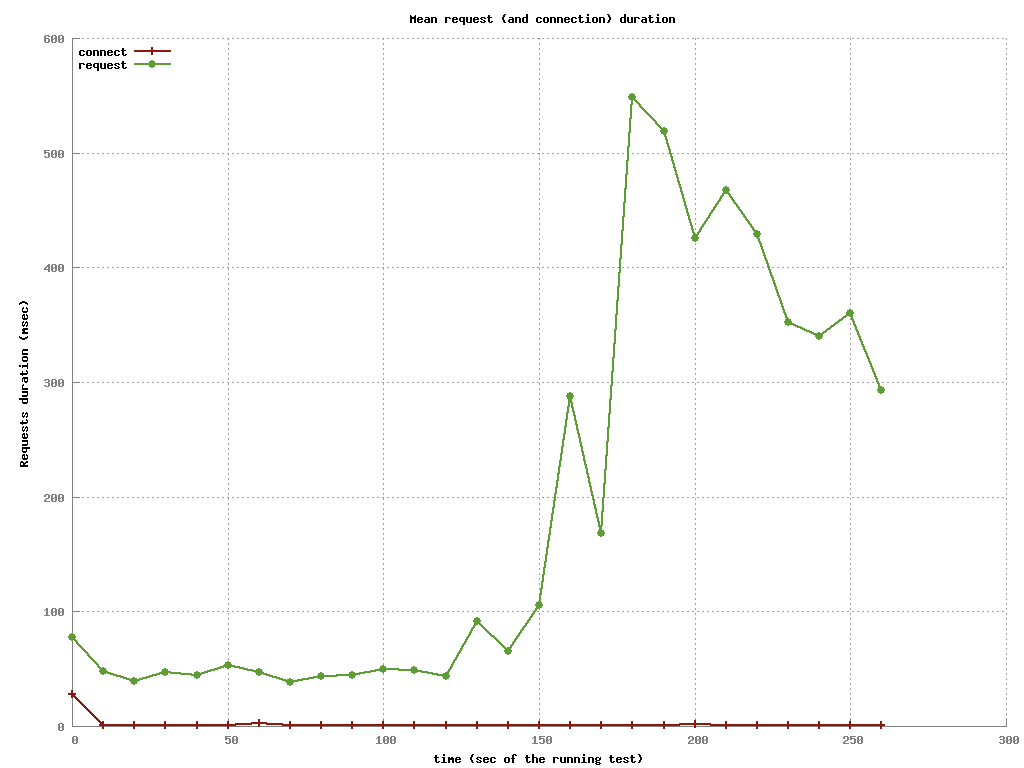 Mean request (and connection) duration
600
connect
request
500
400
300
200
100
0
Requests duration (msec)
0 50 100 150 200 250 300
time (sec of the running test)